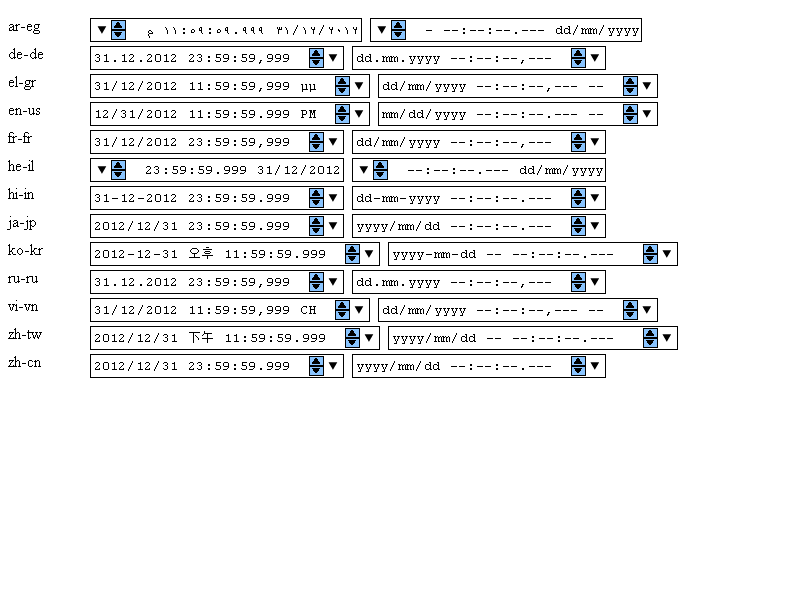 ar-eg ٣١/١٢/٢٠١٢ ١١:٥٩:٥٩.٩٩٩ م dd/mm/yyyy --:--:--.--- -
de-de 31.12.2012 23:59:59,999 dd.mm.yyyy --:--:--,---
el-gr 31/12/2012 11:59:59,999 μμ dd/mm/yyyy --:--:--,--- --
en-us 12/31/2012 11:59:59.999 PM mm/dd/yyyy --:--:--.--- --
fr-fr 31/12/2012 23:59:59,999 dd/mm/yyyy --:--:--,---
he-il 23:59:59.999 31/12/2012 --:--:--.--- dd/mm/yyyy
hi-in 31-12-2012 23:59:59.999 dd-mm-yyyy --:--:--.---
ja-jp 2012/12/31 23:59:59.999 yyyy/mm/dd --:--:--.---
ko-kr 2012-12-31 오후 11:59:59.999 yyyy-mm-dd -- --:--:--.---
ru-ru 31.12.2012 23:59:59,999 dd.mm.yyyy --:--:--,---
vi-vn 31/12/2012 11:59:59,999 CH dd/mm/yyyy --:--:--,--- --
zh-tw 2012/12/31 下午 11:59:59.999 yyyy/mm/dd -- --:--:--.---
zh-cn 2012/12/31 23:59:59.999 yyyy/mm/dd --:--:--.---